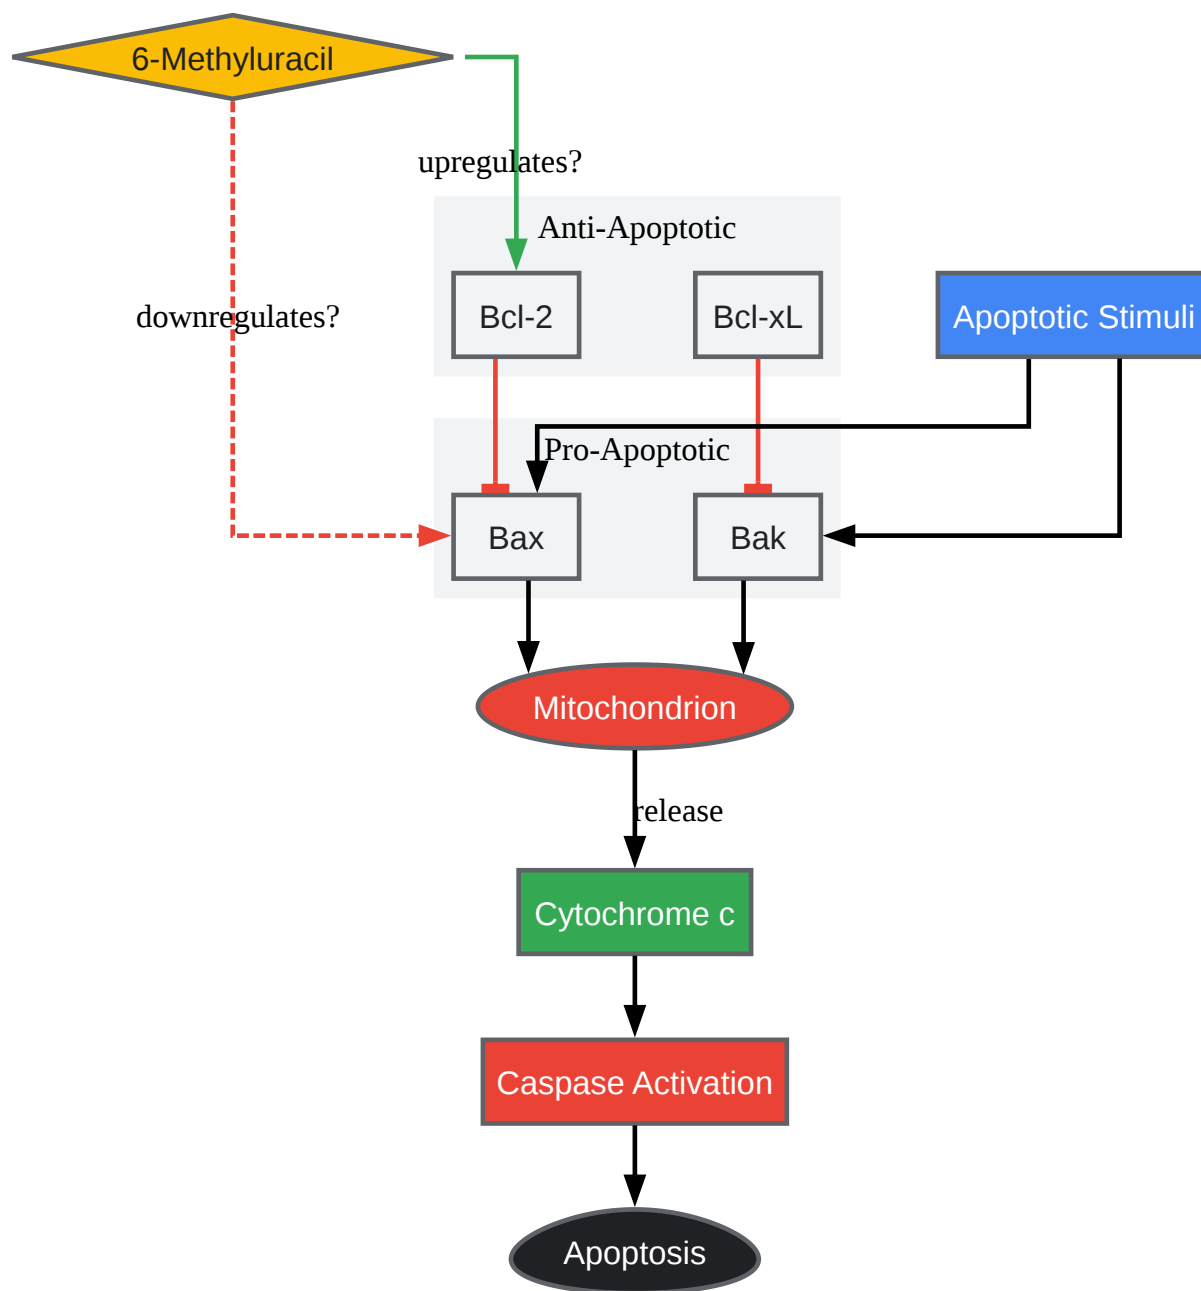 6-Methyluracil
upregulates?
Anti-Apoptotic
Bcl-2
Bcl-xL
Apoptotic Stimuli
downregulates?
Pro-Apoptotic
Bax
Bak
Mitochondrion
release
Cytochrome c
Caspase Activation
Apoptosis